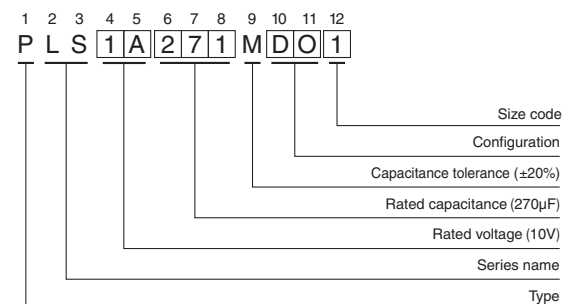 1 2 3 4 5 6 7 8 9 10 11 12
P L S 1 A 2 7 1 M D O 1
Size code
Configuration
Capacitance tolerance (±20%)
Rated capacitance (270µF)
Rated voltage (10V)
Series name
Type